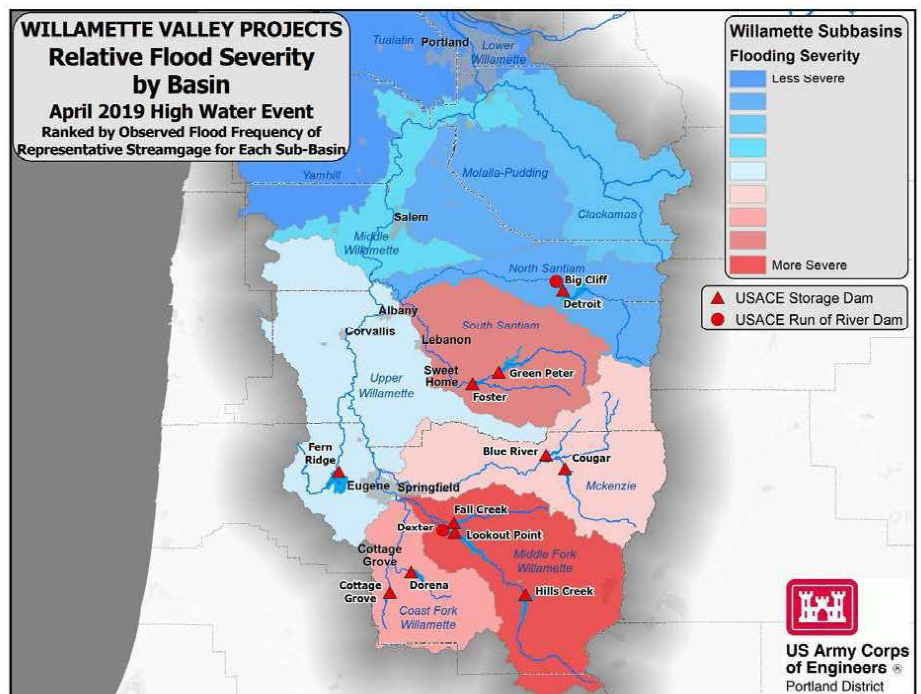 WILLAMETTE VALLEY PROJECTS
Relative Flood Severity
by Basin
April 2019 High Water Event
Ranked by Observed Flood Frequency of
Representative Streamgage for Each Sub-Basin
Willamette Subbasins
Flooding Severity
Less Severe
More Severe
USACE Storage Dam
USACE Run of River Dam
Tualatin
Portland
Lower
Willamette
Yamhill
Molalla-Pudding
Clackamas
Salem
Middle
Willamette
North Santiam
Big Cliff
Detroit
Albany
South Santiam
Corvallis
Lebanon
Sweet
Home
Green Peter
Foster
Upper
Willamette
Fern
Ridge
Eugene
Springfield
Blue River
Cougar
Mckenzie
Fall Creek
Dexter
Lookout Point
Middle Fork
Willamette
Cottage
Grove
Dorena
Cottage
Grove
Hills Creek
Coast Fork
Willamette
US Army Corps
of Engineers ®
Portland District